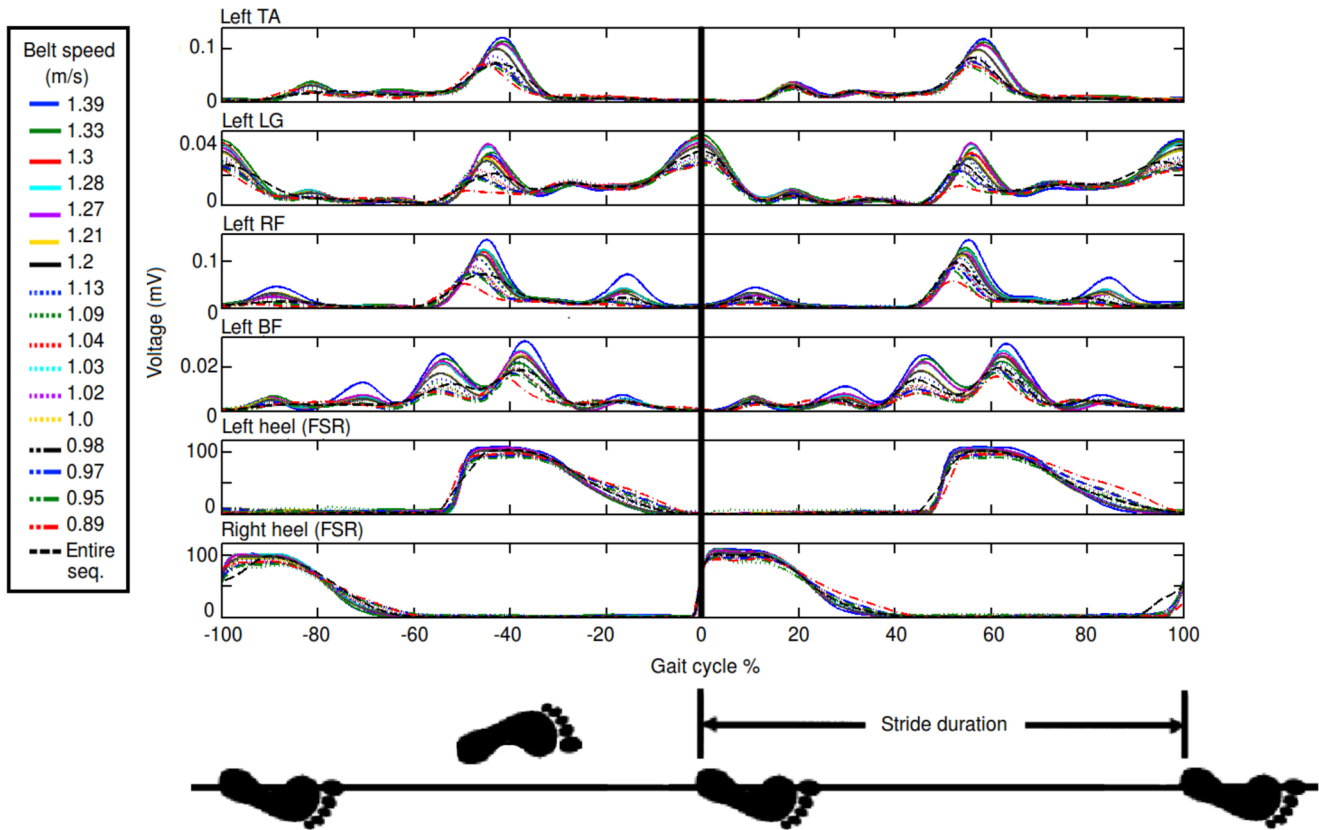 Belt speed
(m/s)
1.39
1.33
1.3
1.28
1.27
1.21
1.2
1.13
1.09
1.04
1.03
1.02
1.0
0.98
0.97
0.95
0.89
Entire
seq.
Voltage (mV)
Left TA
0.1
0
Left LG
0.04
0
Left RF
0.1
0
Left BF
0.02
0
Left heel (FSR)
100
0
Right heel (FSR)
100
0
-100 -80 -60 -40 -20 0 20 40 60 80 100
Gait cycle %
Stride duration